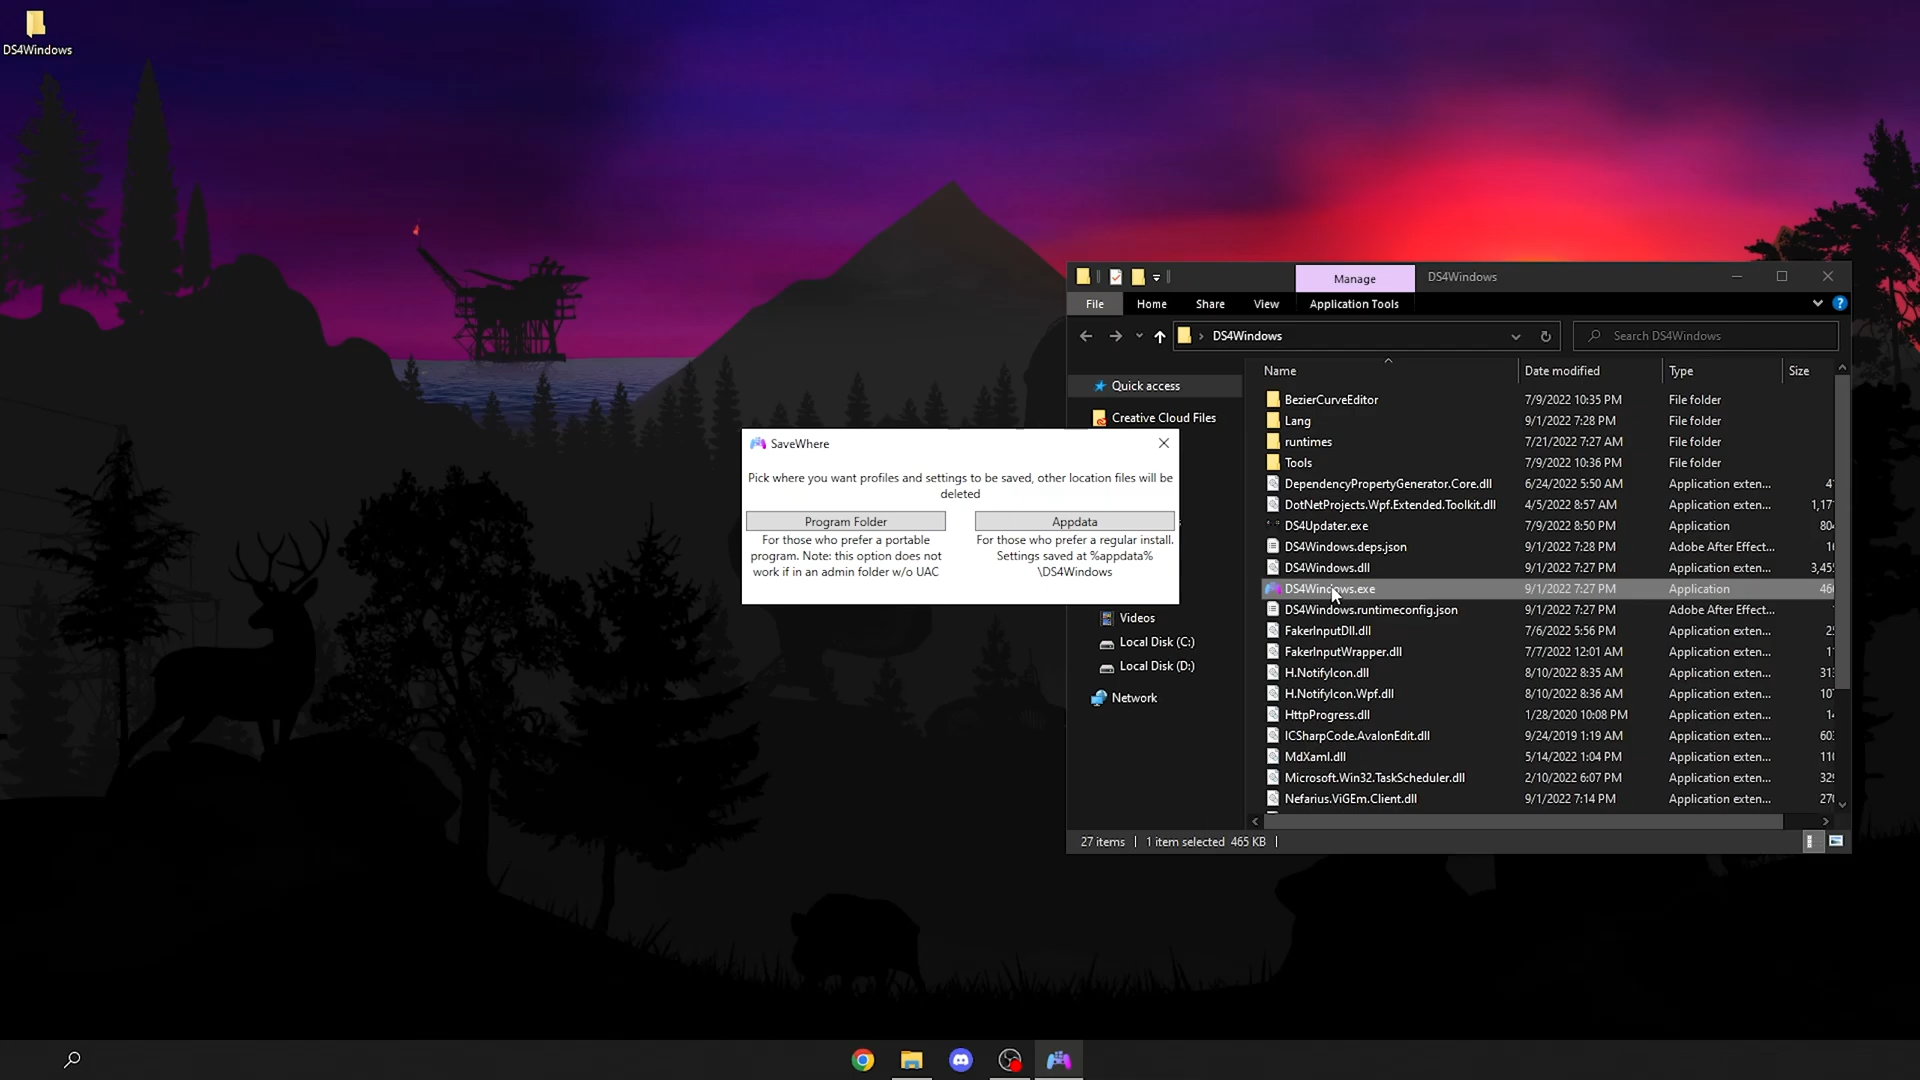 DS4Windows
Manage
DS4Windows
File
Home
Share
View
Application Tools
DS4Windows
Search DS4Windows
Name
Date modified
Type
Size
Quick access
Creative Cloud Files
Videos
Local Disk (C:)
Local Disk (D:)
Network
BezierCurveEditor 7/9/2022 10:35 PM File folder
Lang 9/1/2022 7:28 PM File folder
runtimes 7/21/2022 7:27 AM File folder
Tools 7/9/2022 10:36 PM File folder
DependencyPropertyGenerator.Core.dll 6/24/2022 5:50 AM Application exten...
DotNetProjects.Wpf.Extended.Toolkit.dll 4/5/2022 8:57 AM Application exten... 1,17
DS4Updater.exe 7/9/2022 8:50 PM Application 804
DS4Windows.deps.json 9/1/2022 7:28 PM Adobe After Effect...
DS4Windows.dll 9/1/2022 7:27 PM Application exten... 3,45
DS4Windows.exe 9/1/2022 7:27 PM Application 46
DS4Windows.runtimeconfig.json 9/1/2022 7:27 PM Adobe After Effect...
FakerInputDll.dll 7/6/2022 5:56 PM Application exten...
FakerInputWrapper.dll 7/7/2022 12:01 AM Application exten...
H.NotifyIcon.dll 8/10/2022 8:35 AM Application exten... 31
H.NotifyIcon.Wpf.dll 8/10/2022 8:36 AM Application exten... 10
HttpProgress.dll 1/28/2020 10:08 PM Application exten...
ICSharpCode.AvalonEdit.dll 9/24/2019 1:19 AM Application exten... 60
MdXaml.dll 5/14/2022 1:04 PM Application exten... 11
Microsoft.Win32.TaskScheduler.dll 2/10/2022 6:07 PM Application exten... 32
Nefarius.ViGEm.Client.dll 9/1/2022 7:14 PM Application exten... 27
27 items
1 item selected 465 KB
SaveWhere
Pick where you want profiles and settings to be saved, other location files will be
deleted
Program Folder
For those who prefer a portable
program. Note: this option does not
work if in an admin folder w/o UAC
Appdata
For those who prefer a regular install.
Settings saved at %appdata%
\DS4Windows